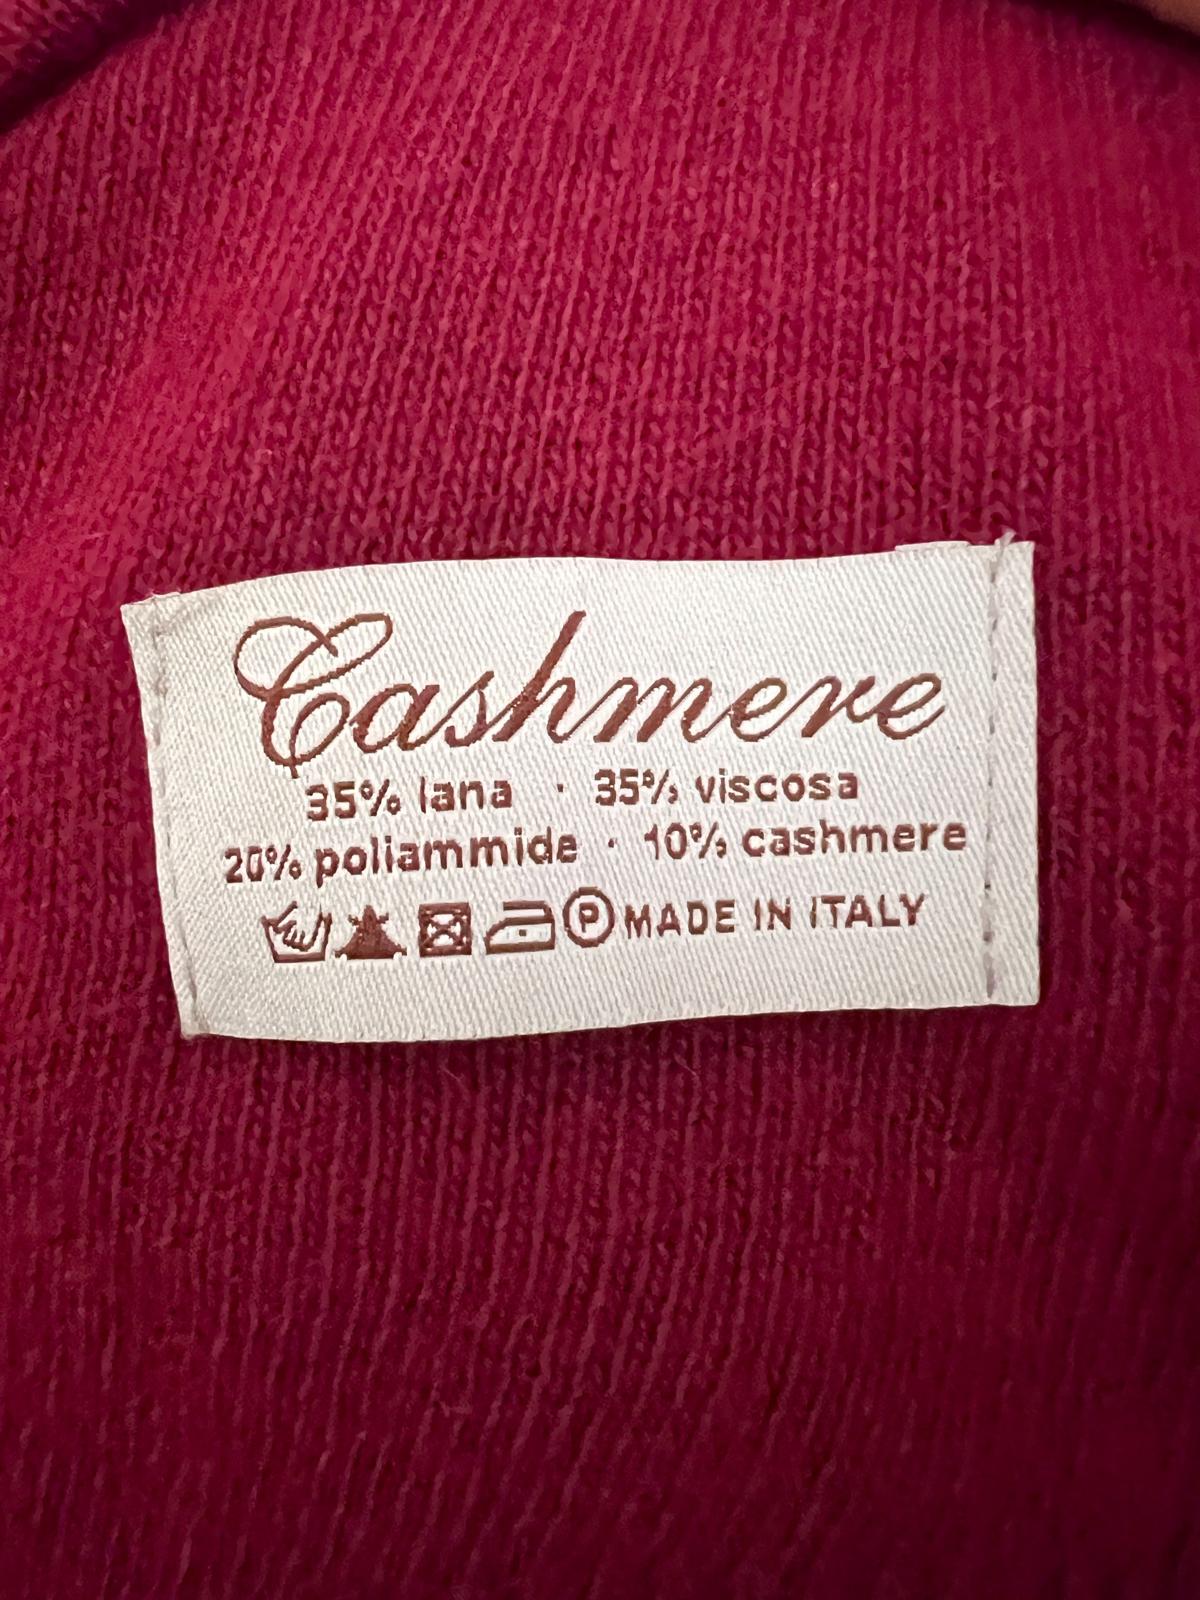 Cashmere
35% lana · 35% viscosa
20% poliammide · 10% cashmere
P MADE IN ITALY